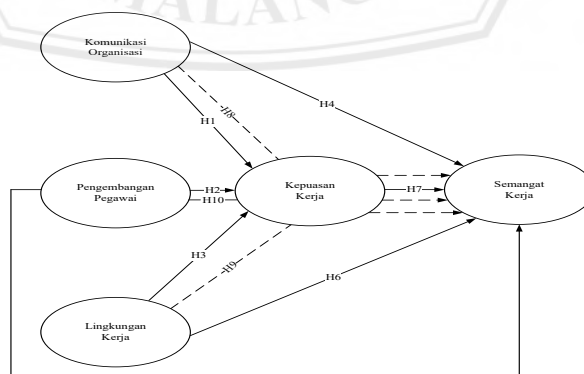 MALANG
Komunikasi
Organisasi
H8
H4
H1
Pengembangan
Pegawai
H2
H10
Kepuasan
Kerja
H7
Semangat
Kerja
H3
H9
H6
Lingkungan
Kerja